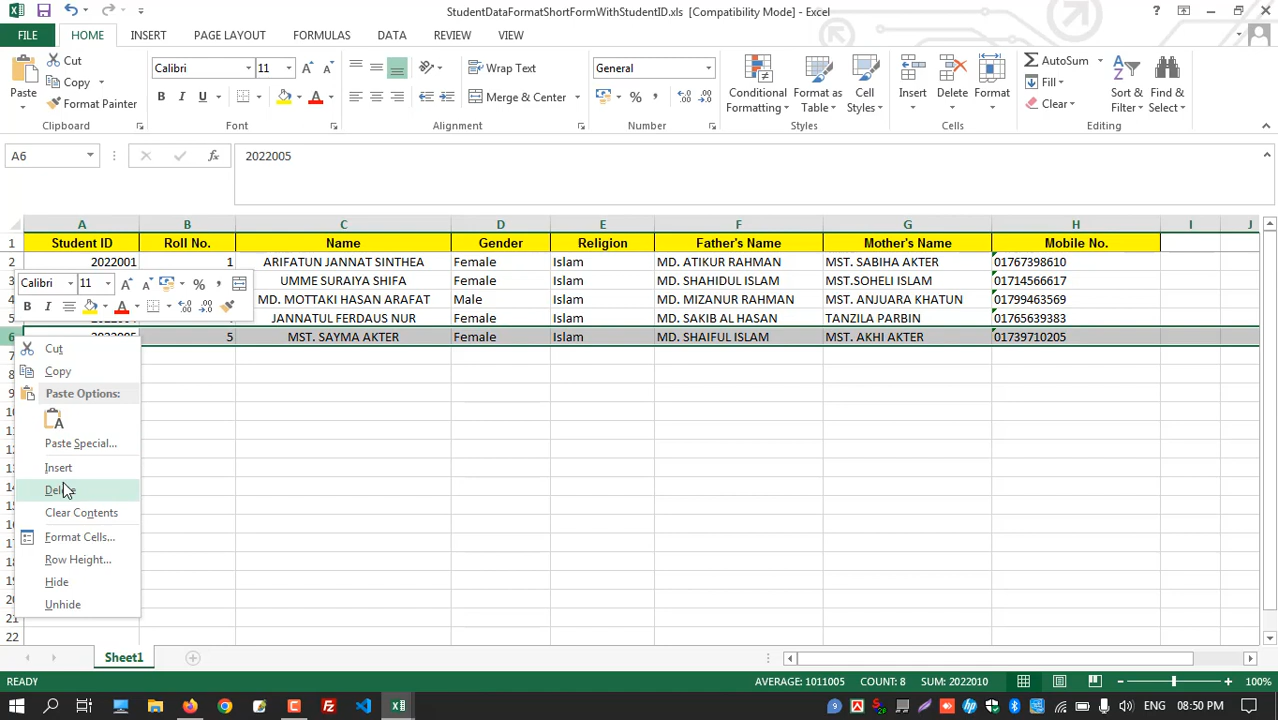 StudentDataFormatShortFormWithStudentID.xls [Compatibility Mode] - Excel
FILE HOME INSERT PAGE LAYOUT FORMULAS DATA REVIEW VIEW
Paste
Cut
Copy
Format Painter
Clipboard
Calibri 11
B I U
Font
Wrap Text
Merge & Center
Alignment
General
Number
Conditional Formatting
Format as Table
Cell Styles
Styles
Insert
Delete
Format
Cells
AutoSum
Fill
Clear
Sort & Filter
Find & Select
Editing
A6 2022005
A B C D E F G H I J
1 Student ID Roll No. Name Gender Religion Father's Name Mother's Name Mobile No.
2 2022001 1 ARIFATUN JANNAT SINTHEA Female Islam MD. ATIKUR RAHMAN MST. SABIHA AKTER 01767398610
UMME SURAIYA SHIFA Female Islam MD. SHAHIDUL ISLAM MST.SOHELI ISLAM 01714566617
MD. MOTTAKI HASAN ARAFAT Male Islam MD. MIZANUR RAHMAN MST. ANJUARA KHATUN 01799463569
JANNATUL FERDAUS NUR Female Islam MD. SAKIB AL HASAN TANZILA PARBIN 01765639383
6 5 MST. SAYMA AKTER Female Islam MD. SHAIFUL ISLAM MST. AKHI AKTER 01739710205
Calibri 11
B I
Cut
Copy
Paste Options:
Paste Special...
Insert
Delete
Clear Contents
Format Cells...
Row Height...
Hide
Unhide
21
22
Sheet1
READY AVERAGE: 1011005 COUNT: 8 SUM: 2022010 100%
ENG 08:50 PM